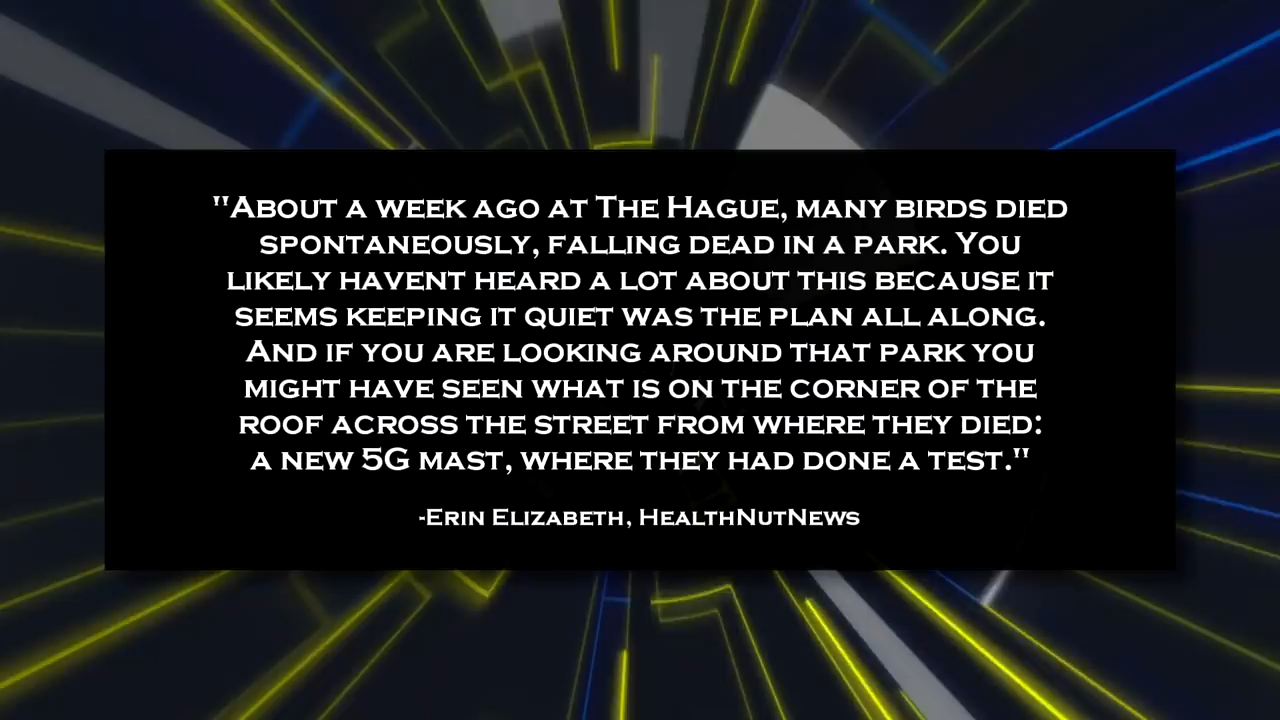 "About a week ago at The Hague, many birds died
spontaneously, falling dead in a park. You
likely havent heard a lot about this because it
seems keeping it quiet was the plan all along.
And if you are looking around that park you
might have seen what is on the corner of the
roof across the street from where they died:
a new 5G mast, where they had done a test."
-Erin Elizabeth, HealthNutNews